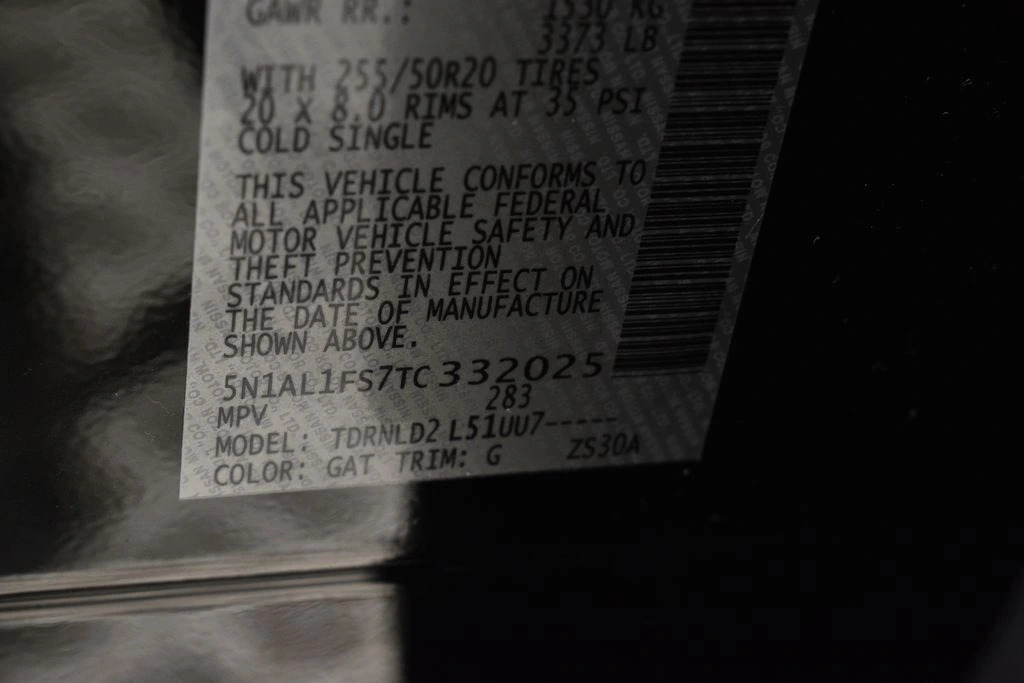 GAWR RR.: 1530 KG
3373 LB
WITH 255/50R20 TIRES
20 X 8.0 RIMS AT 35 PSI
COLD SINGLE
THIS VEHICLE CONFORMS TO
ALL APPLICABLE FEDERAL
MOTOR VEHICLE SAFETY AND
THEFT PREVENTION
STANDARDS IN EFFECT ON
THE DATE OF MANUFACTURE
SHOWN ABOVE.
5N1AL1FS7TC332025
MPV 283
MODEL: TDRNLD2 L51UU7-----
COLOR: GAT TRIM: G ZS30A